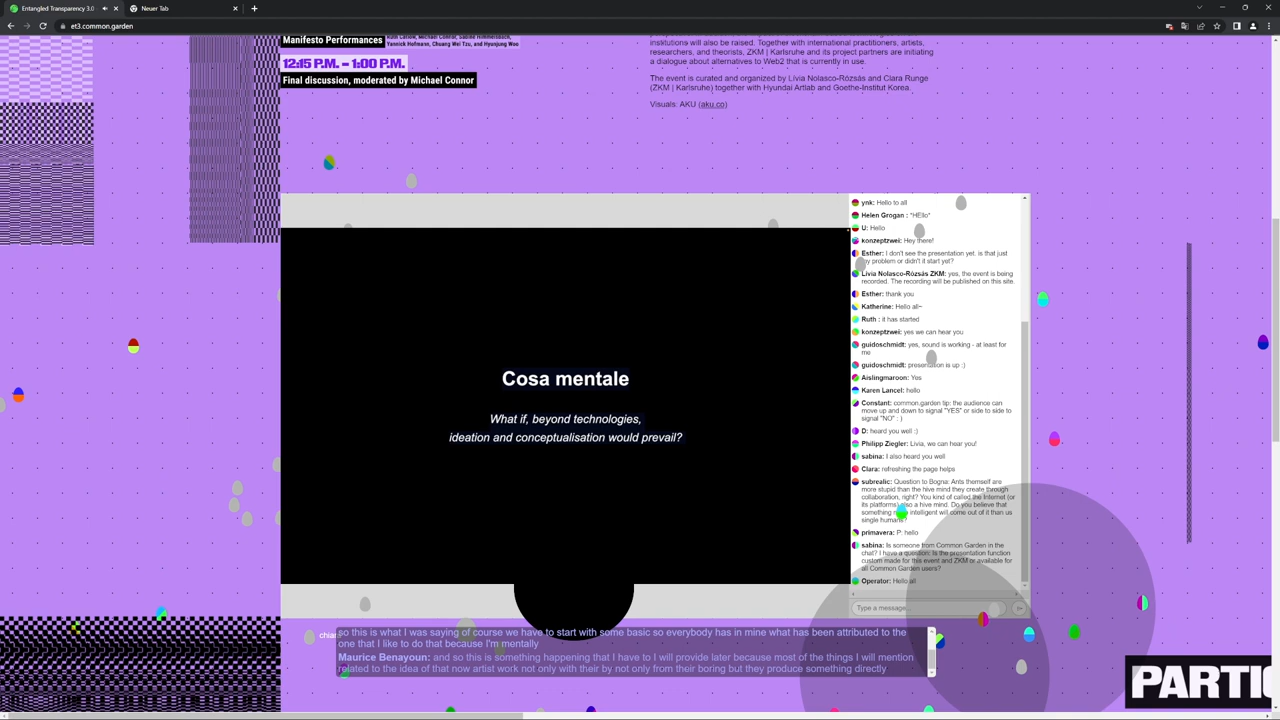 Entangled Transparency 3.0
Neuer Tab
et3.common.garden
Manifesto Performances
Ruth Catlow, Michael Connor, Sabine Himmelsbach,
Yannick Hofmann, Chuang Wei Tzu, and Hyunjung Woo
12:15 P.M. – 1:00 P.M.
Final discussion, moderated by Michael Connor
institutions will also be raised. Together with international practitioners, artists,
researchers, and theorists, ZKM | Karlsruhe and its project partners are initiating
a dialogue about alternatives to Web2 that is currently in use.
The event is curated and organized by Lívia Nolasco-Rózsás and Clara Runge
(ZKM | Karlsruhe) together with Hyundai Artlab and Goethe-Institut Korea.
Visuals: AKU (aku.co)
Cosa mentale
What if, beyond technologies,
ideation and conceptualisation would prevail?
ynk: Hello to all
Helen Grogan : *HEllo*
U: Hello
konzeptzwei: Hey there!
Esther: I don't see the presentation yet. is that just
my problem or didn't it start yet?
Lívia Nolasco-Rózsás ZKM: yes, the event is being
recorded. The recording will be published on this site.
Esther: thank you
Katherine: Hello all~
Ruth : it has started
konzeptzwei: yes we can hear you
guidoschmidt: yes, sound is working - at least for
me
guidoschmidt: presentation is up :)
Aislingmaroon: Yes
Karen Lancel: hello
Constant: common.garden tip: the audience can
move up and down to signal "YES" or side to side to
signal "NO" : )
D: heard you well :)
Philipp Ziegler: Livia, we can hear you!
sabina: I also heard you well
Clara: refreshing the page helps
subrealic: Question to Bogna: Ants themself are
more stupid than the hive mind they create through
collaboration, right? You kind of called the Internet (or
its platforms) also a hive mind. Do you believe that
something more intelligent will come out of it than us
single humans?
primavera: P. hello
sabina: Is someone from Common Garden in the
chat? I have a question: Is the presentation function
custom made for this event and ZKM or available for
all Common Garden users?
Operator: Hello all
Type a message...
so this is what I was saying of course we have to start with some basic so everybody has in mine what has been attributed to the
one that I like to do that because I'm mentally
Maurice Benayoun: and so this is something happening that I have to I will provide later because most of the things I will mention
related to the idea of that now artist work not only with their by not only from their boring but they produce something directly
PARTIC